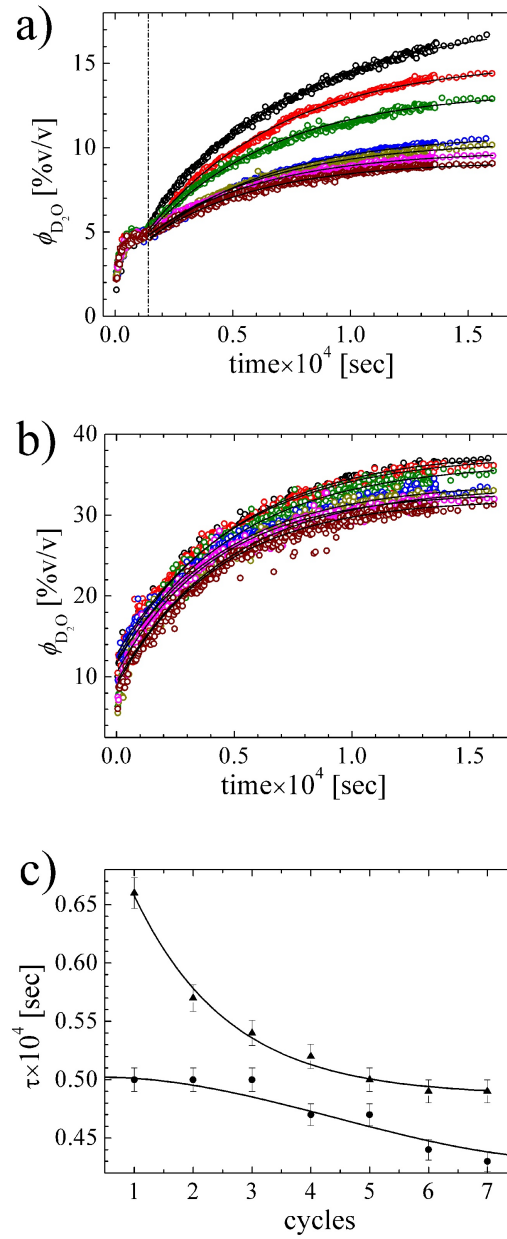 a)
15
10
5
0
ϕD₂O [%v/v]
0.0 0.5 1.0 1.5
time×10⁴ [sec]
b)
40
30
20
10
ϕD₂O [%v/v]
0.0 0.5 1.0 1.5
time×10⁴ [sec]
c)
0.65
0.60
0.55
0.50
0.45
τ×10⁴ [sec]
1 2 3 4 5 6 7
cycles